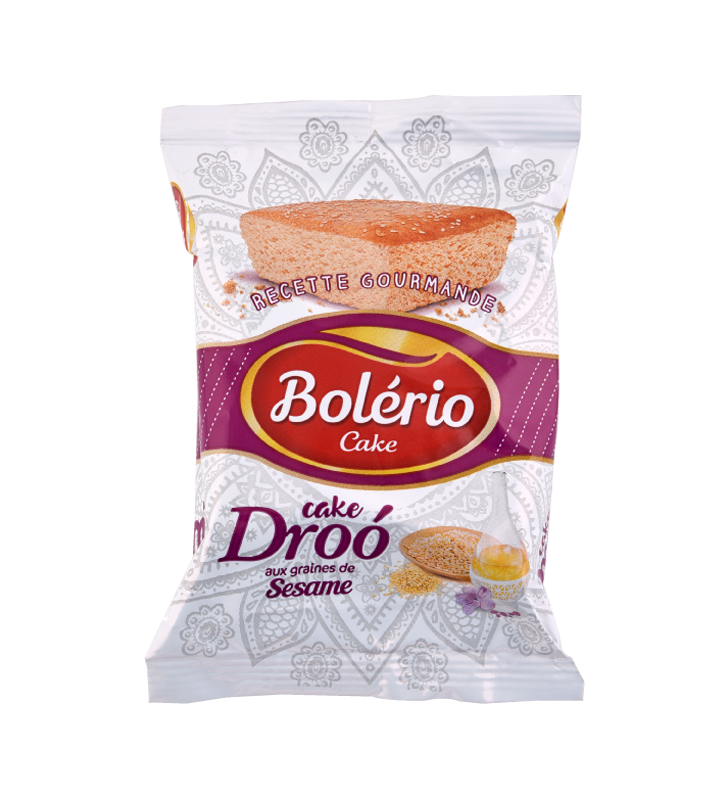 RECETTE GOURMANDE
Bolério
Cake
cake
Droó
aux graines de
Sesame